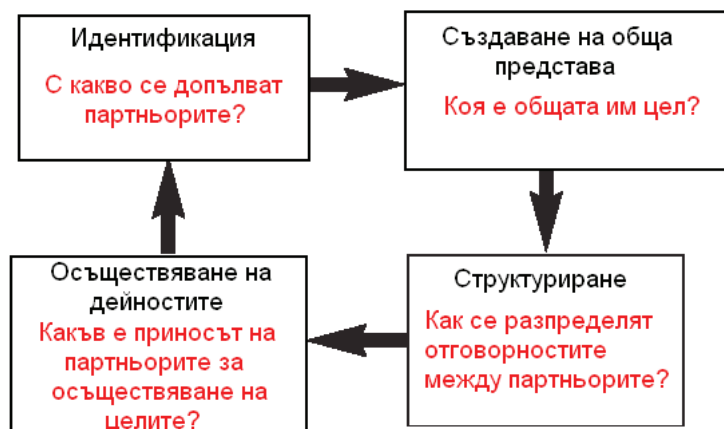 Идентификация
С какво се допълват
партньорите?
Създаване на обща
представа
Коя е общата им цел?
Осъществяване на
дейностите
Какъв е приносът на
партньорите за
осъществяване на
целите?
Структуриране
Как се разпределят
отговорностите
между партньорите?